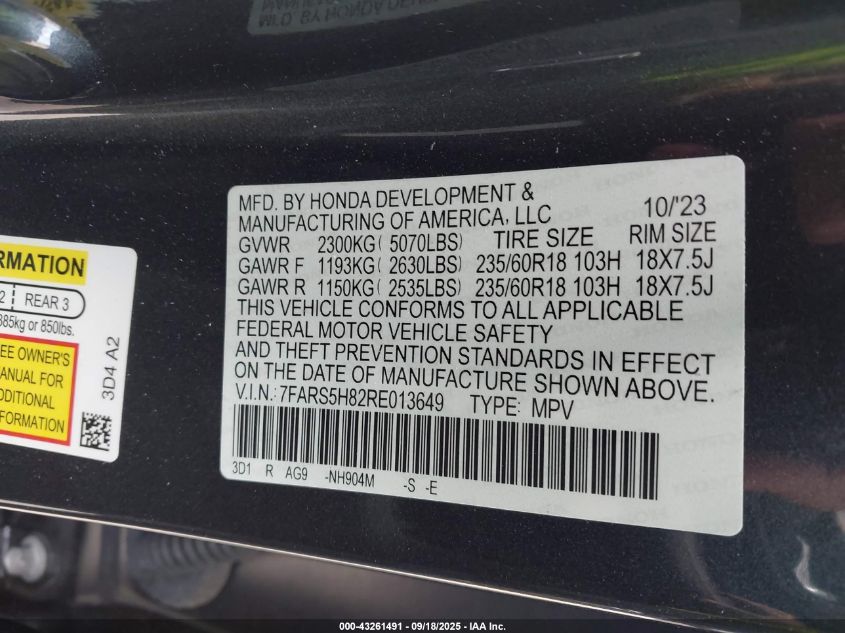 MFD. BY HONDA DEVELOPMENT &
MANUFACTURING OF AMERICA, LLC 10/'23
GVWR 2300KG( 5070LBS) TIRE SIZE RIM SIZE
GAWR F 1193KG( 2630LBS) 235/60R18 103H 18X7.5J
GAWR R 1150KG( 2535LBS) 235/60R18 103H 18X7.5J
THIS VEHICLE CONFORMS TO ALL APPLICABLE
FEDERAL MOTOR VEHICLE SAFETY
AND THEFT PREVENTION STANDARDS IN EFFECT
ON THE DATE OF MANUFACTURE SHOWN ABOVE.
V.I.N.: 7FARS5H82RE013649 TYPE: MPV
3D1 R AG9 -NH904M -S -E
RMATION
2 REAR 3
385kg or 850lbs.
EE OWNER'S
ANUAL FOR
DDITIONAL
FORMATION
3D4 A2
000-43261491 - 09/18/2025 - IAA Inc.